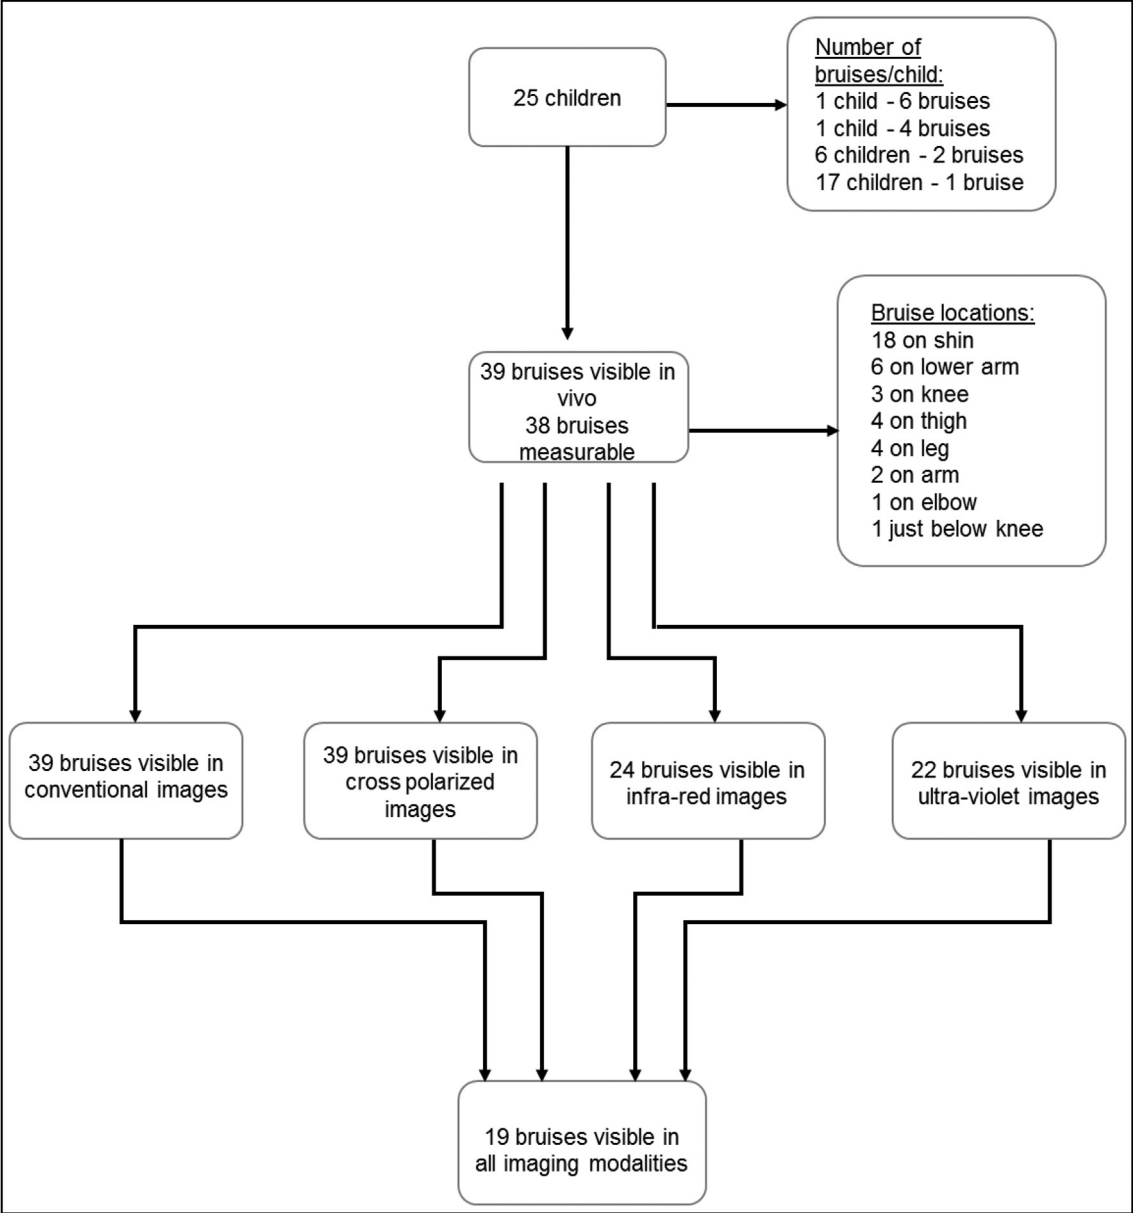 25 children
Number of
bruises/child:
1 child - 6 bruises
1 child - 4 bruises
6 children - 2 bruises
17 children - 1 bruise
39 bruises visible in
vivo
38 bruises
measurable
Bruise locations:
18 on shin
6 on lower arm
3 on knee
4 on thigh
4 on leg
2 on arm
1 on elbow
1 just below knee
39 bruises visible in
conventional images
39 bruises visible in
cross polarized
images
24 bruises visible in
infra-red images
22 bruises visible in
ultra-violet images
19 bruises visible in
all imaging modalities